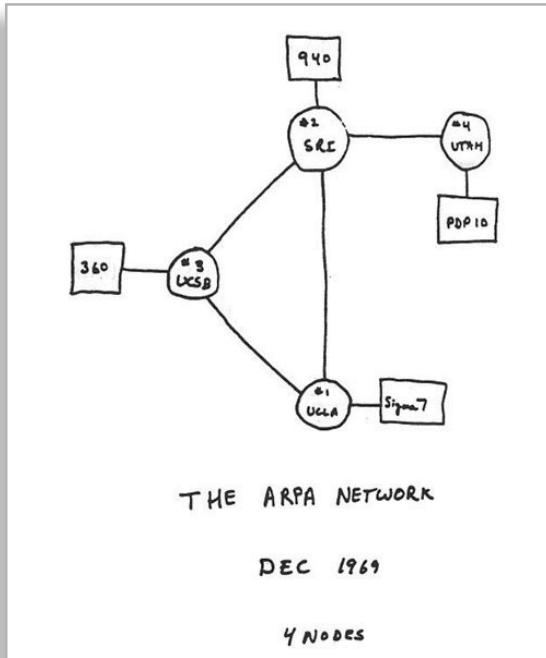 940
#2
SRI
#4
UTAH
PDP 10
360
#3
UCSB
#1
UCLA
Sigma 7
THE ARPA NETWORK
DEC 1969
4 NODES